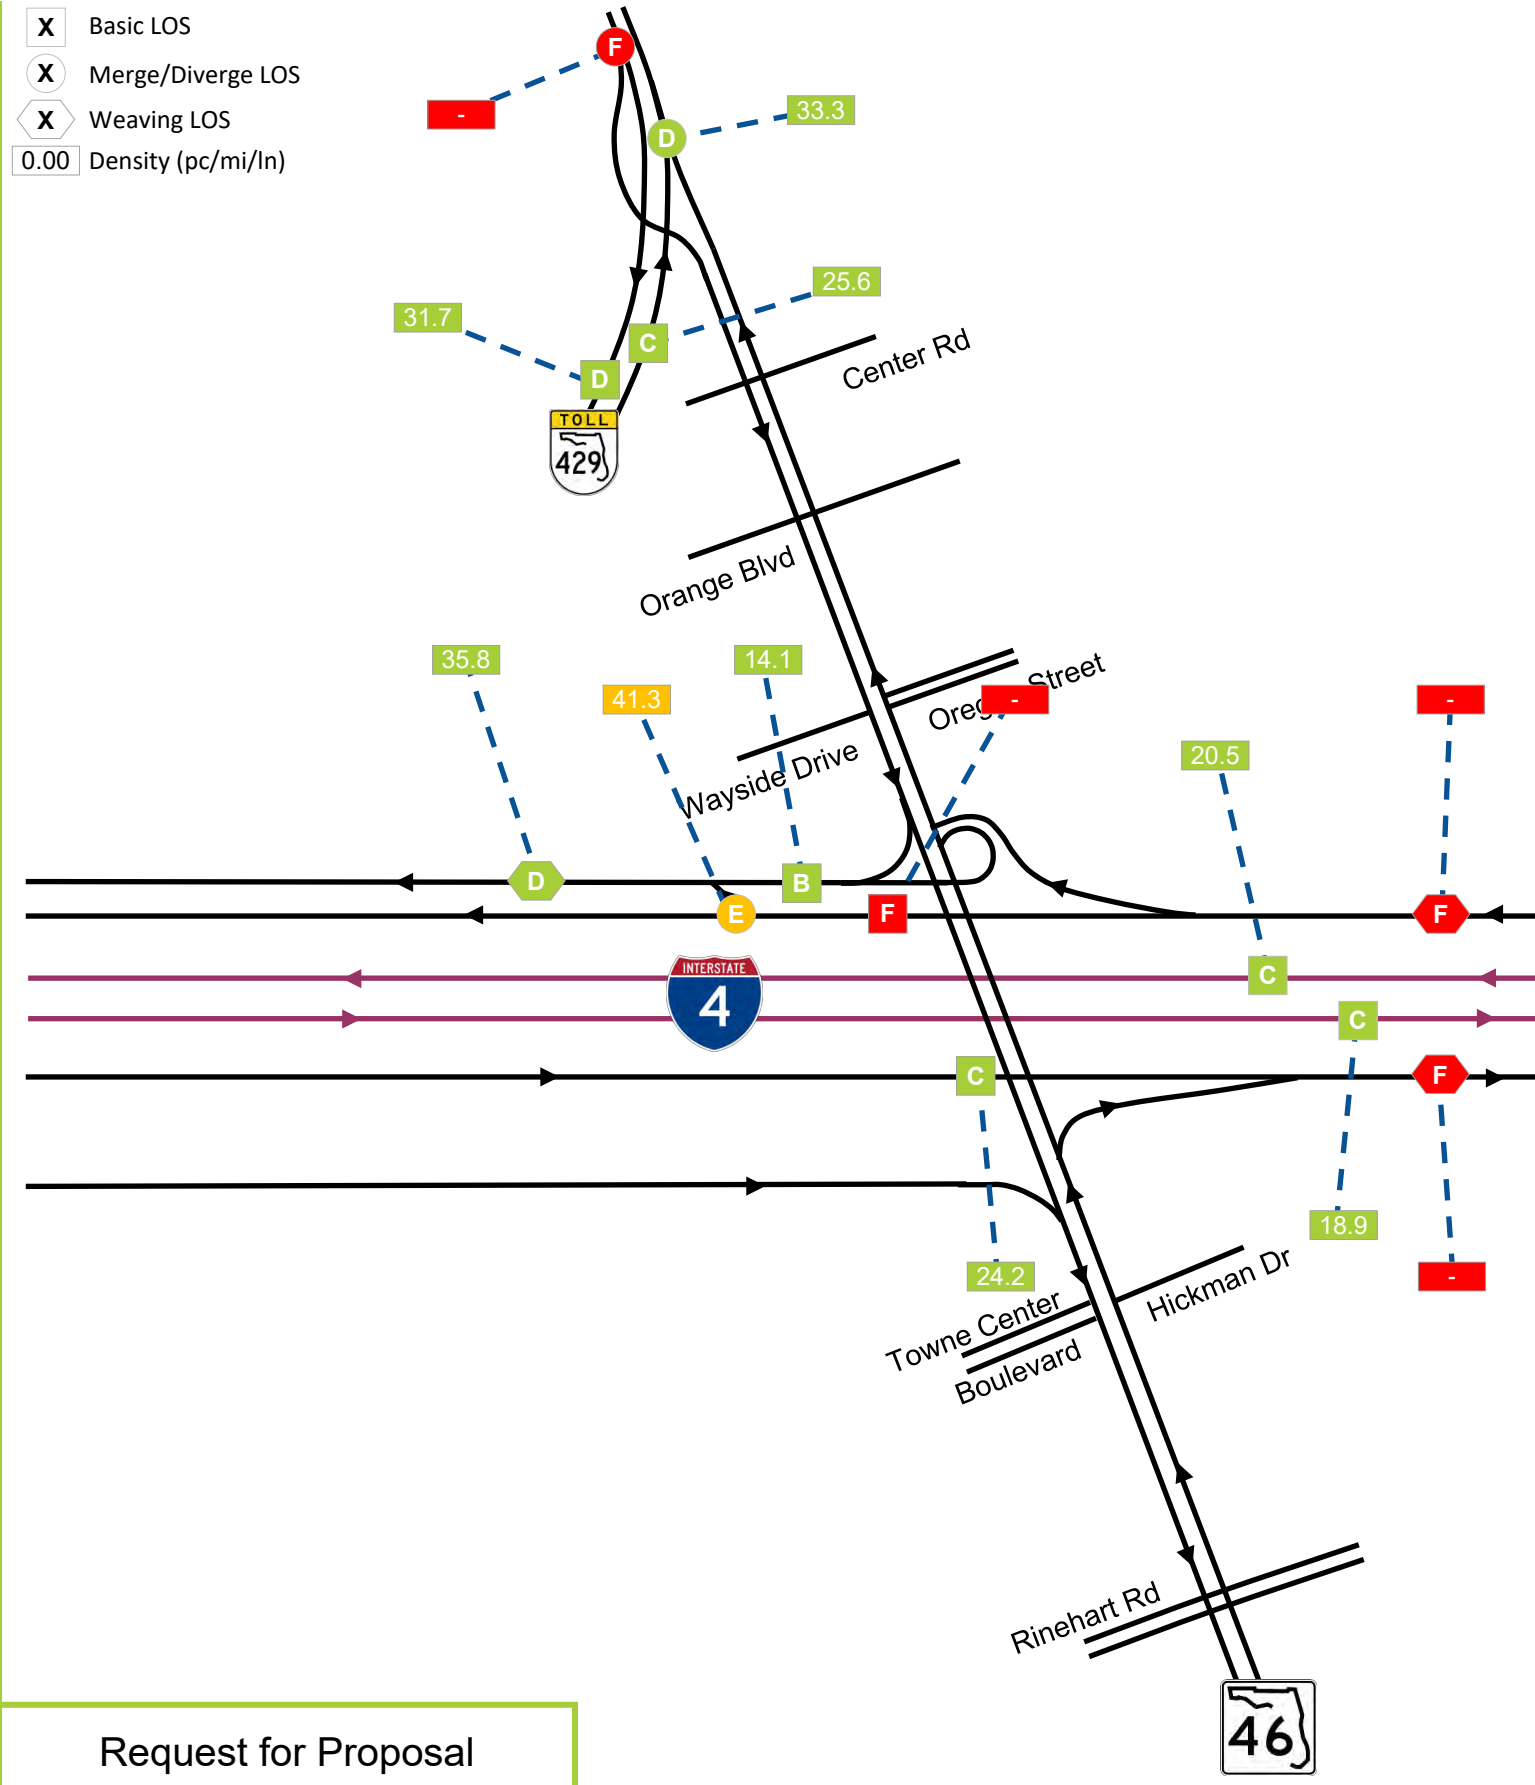 X Basic LOS
X Merge/Diverge LOS
X Weaving LOS
0.00 Density (pc/mi/ln)
F
-
33.3
D
25.6
31.7
C
D
Center Rd
TOLL
429
Orange Blvd
35.8
14.1
41.3
Street
Oreg
-
-
Wayside Drive
20.5
D
B
E
F
F
INTERSTATE
4
C
C
C
F
18.9
24.2
-
Hickman Dr
Towne Center
Boulevard
Rinehart Rd
46
Request for Proposal